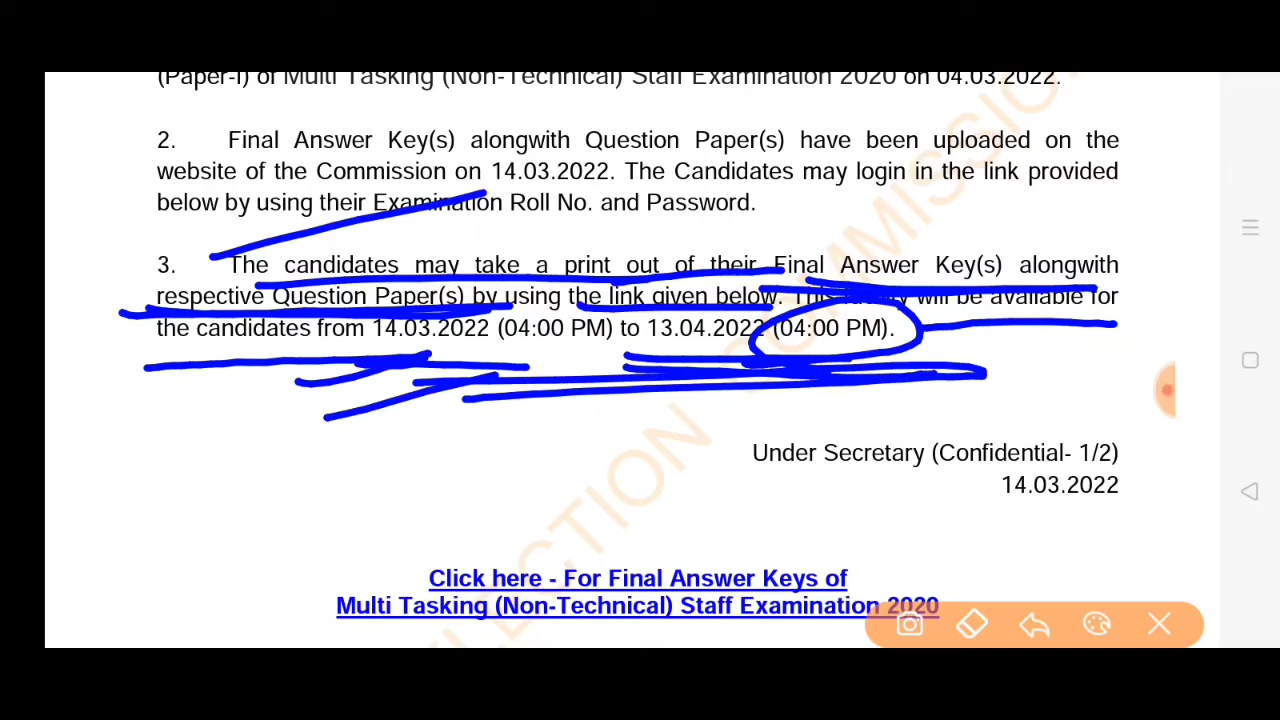 (Paper-I) of Multi Tasking (Non-Technical) Staff Examination 2020 on 04.03.2022.
2. Final Answer Key(s) alongwith Question Paper(s) have been uploaded on the
website of the Commission on 14.03.2022. The Candidates may login in the link provided
below by using their Examination Roll No. and Password.
3. The candidates may take a print out of their Final Answer Key(s) alongwith
respective Question Paper(s) by using the link given below. This will be available for
the candidates from 14.03.2022 (04:00 PM) to 13.04.2022 (04:00 PM).
Under Secretary (Confidential- 1/2)
14.03.2022
Click here - For Final Answer Keys of
Multi Tasking (Non-Technical) Staff Examination 2020